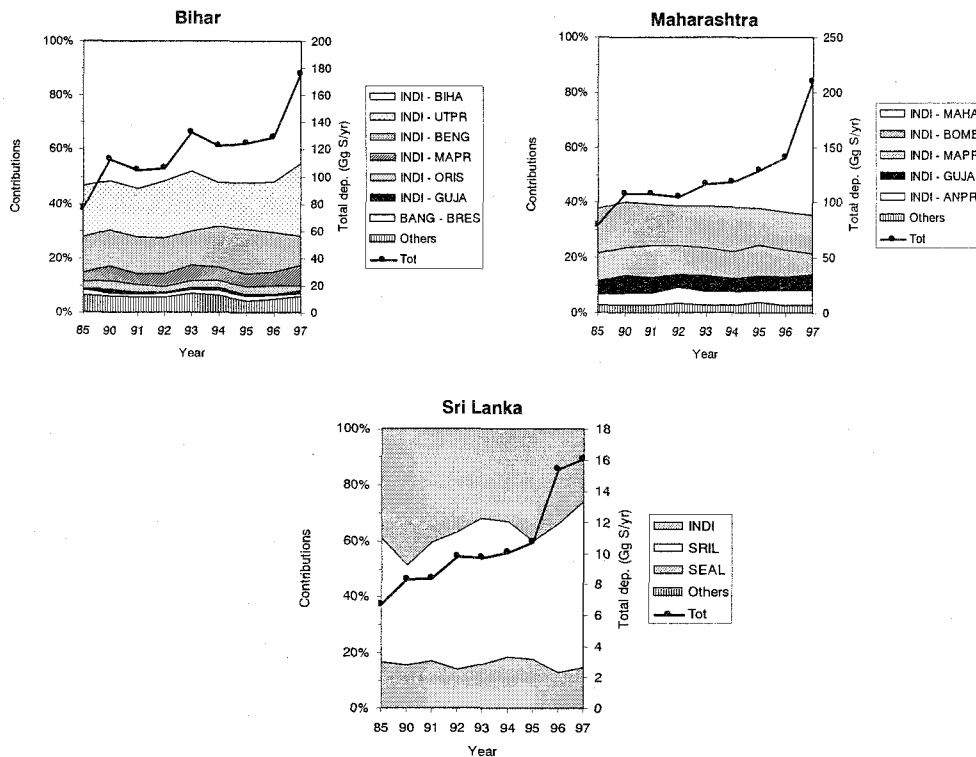 Bihar
100%
80%
60%
40%
20%
0%
Contributions
200
180
160
140
120
100
80
60
40
20
0
Total dep. (Gg S/yr)
85 90 91 92 93 94 95 96 97
Year
INDI - BIHA
INDI - UTPR
INDI - BENG
INDI - MAPR
INDI - ORIS
INDI - GUJA
BANG - BRES
Others
Tot
Maharashtra
100%
80%
60%
40%
20%
0%
Contributions
250
200
150
100
50
0
Total dep. (Gg S/yr)
85 90 91 92 93 94 95 96 97
Year
INDI - MAHA
INDI - BOMB
INDI - MAPR
INDI - GUJA
INDI - ANPR
Others
Tot
Sri Lanka
100%
80%
60%
40%
20%
0%
Contributions
18
16
14
12
10
8
6
4
2
0
Total dep. (Gg S/yr)
85 90 91 92 93 94 95 96 97
Year
INDI
SRIL
SEAL
Others
Tot